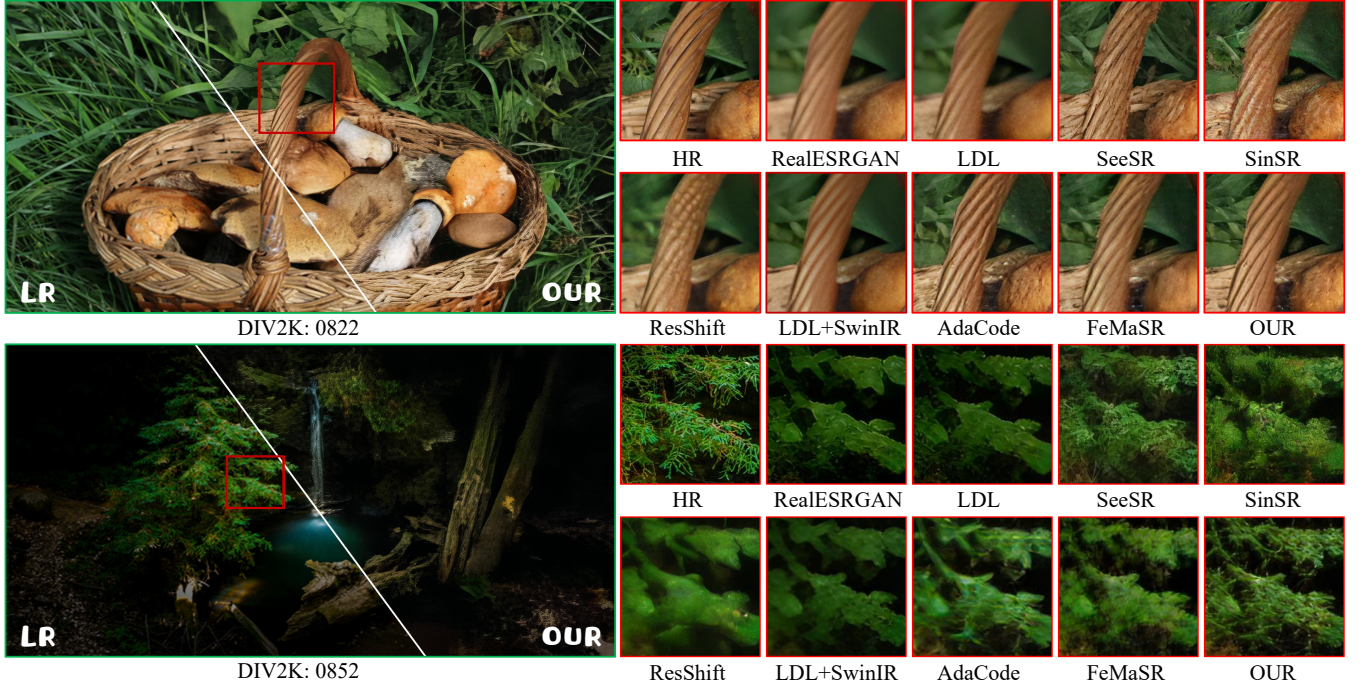 HR RealESRGAN LDL SeeSR SinSR
LR OUR
ResShift LDL+SwinIR AdaCode FeMaSR OUR
DIV2K: 0822
HR RealESRGAN LDL SeeSR SinSR
LR OUR
ResShift LDL+SwinIR AdaCode FeMaSR OUR
DIV2K: 0852